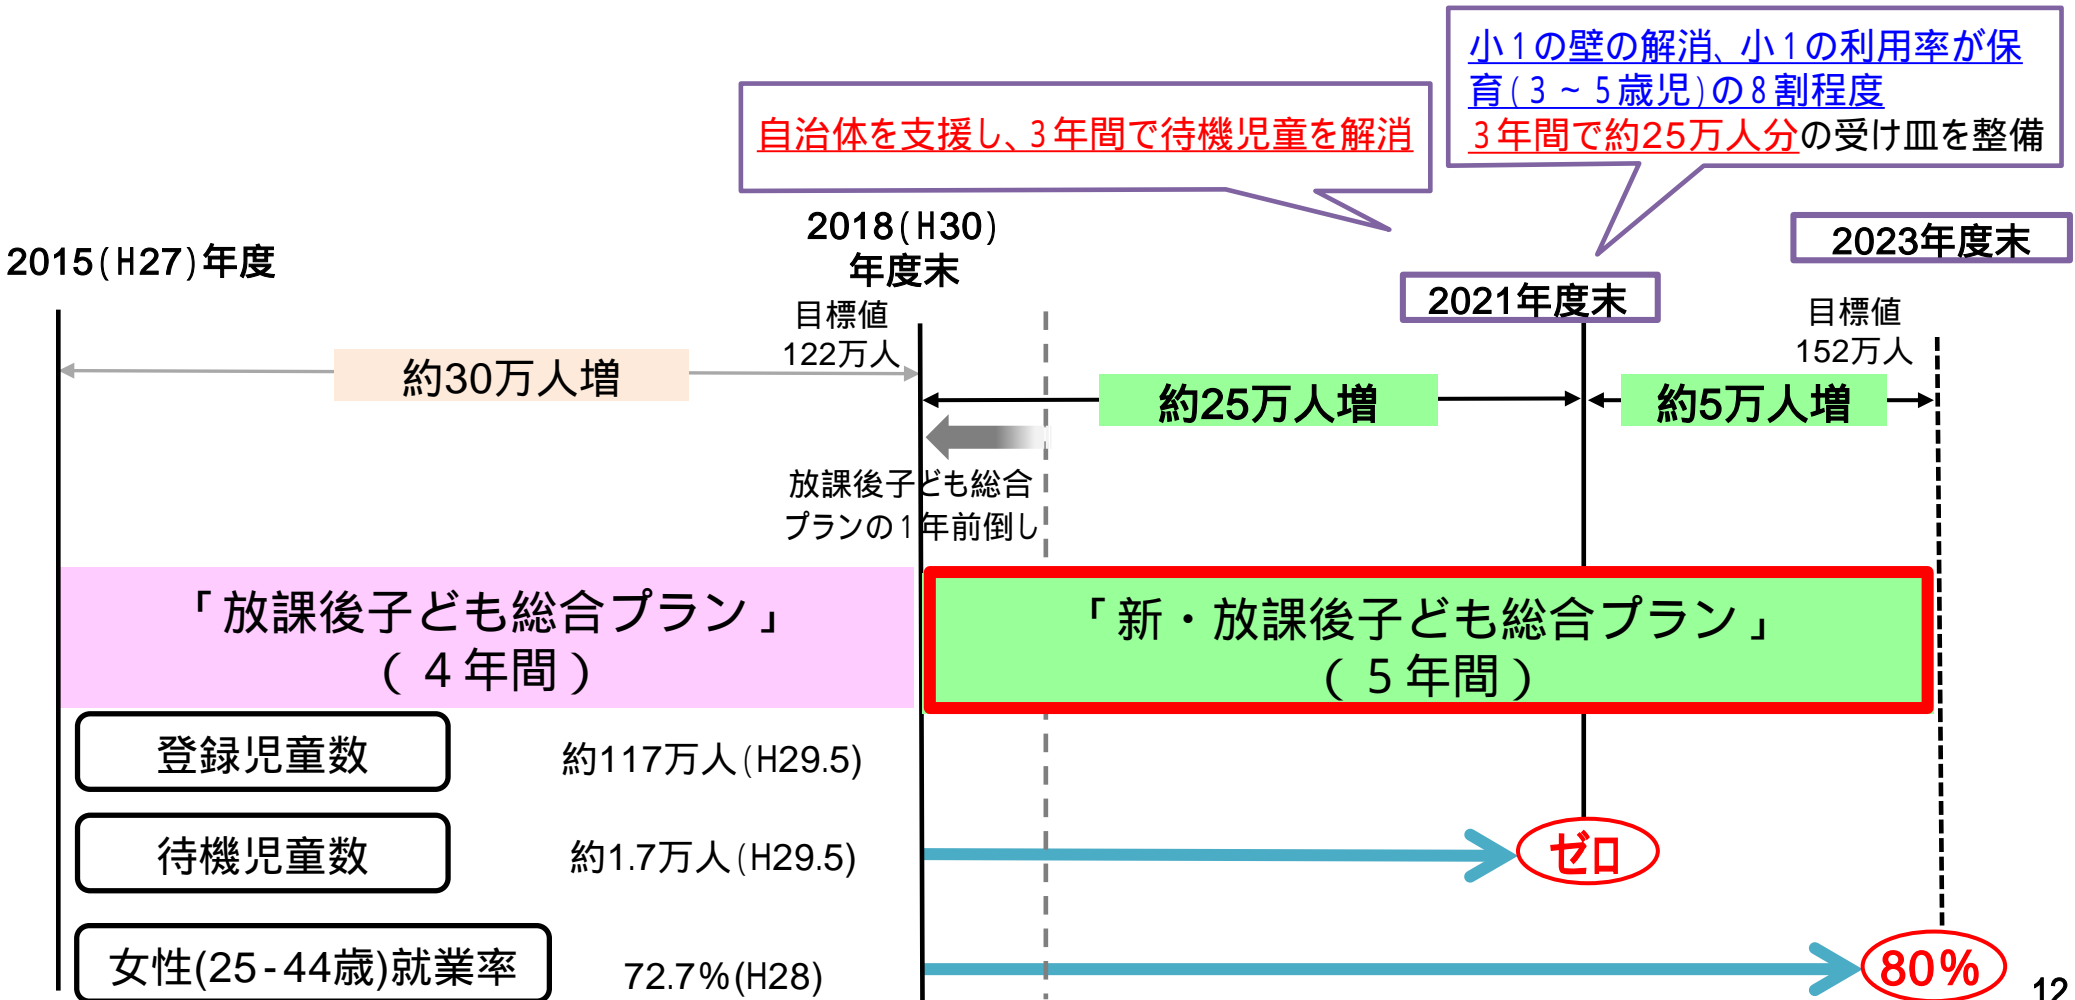 小1の壁の解消、小1の利用率が保
育(3～5歳児)の8割程度
3年間で約25万人分の受け皿を整備
自治体を支援し、3年間で待機児童を解消
2015(H27)年度
2018(H30)
年度末
2021年度末
2023年度末
目標値
122万人
目標値
152万人
約30万人増
約25万人増
約5万人増
放課後子ども総合
プランの1年前倒し
「放課後子ども総合プラン」
(4年間)
「新・放課後子ども総合プラン」
(5年間)
登録児童数
約117万人(H29.5)
待機児童数
約1.7万人(H29.5)
ゼロ
女性(25-44歳)就業率
72.7%(H28)
80%
12